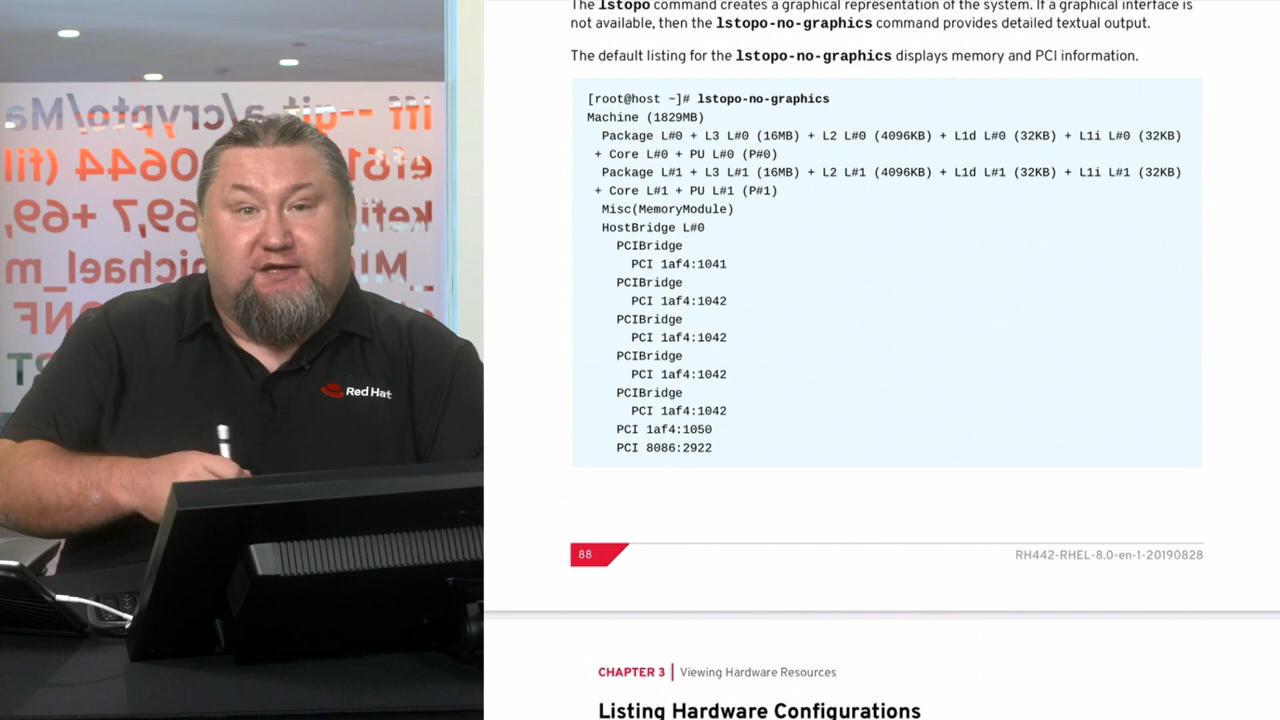 The lstopo command creates a graphical representation of the system. If a graphical interface is
not available, then the lstopo-no-graphics command provides detailed textual output.
The default listing for the lstopo-no-graphics displays memory and PCI information.
[root@host ~]# lstopo-no-graphics
Machine (1829MB)
Package L#0 + L3 L#0 (16MB) + L2 L#0 (4096KB) + L1d L#0 (32KB) + L1i L#0 (32KB)
+ Core L#0 + PU L#0 (P#0)
Package L#1 + L3 L#1 (16MB) + L2 L#1 (4096KB) + L1d L#1 (32KB) + L1i L#1 (32KB)
+ Core L#1 + PU L#1 (P#1)
Misc(MemoryModule)
HostBridge L#0
PCIBridge
PCI 1af4:1041
PCIBridge
PCI 1af4:1042
PCIBridge
PCI 1af4:1042
PCIBridge
PCI 1af4:1042
PCIBridge
PCI 1af4:1042
PCI 1af4:1050
PCI 8086:2922
88
RH442-RHEL-8.0-en-1-20190828
CHAPTER 3 | Viewing Hardware Resources
Listing Hardware Configurations
Red Hat